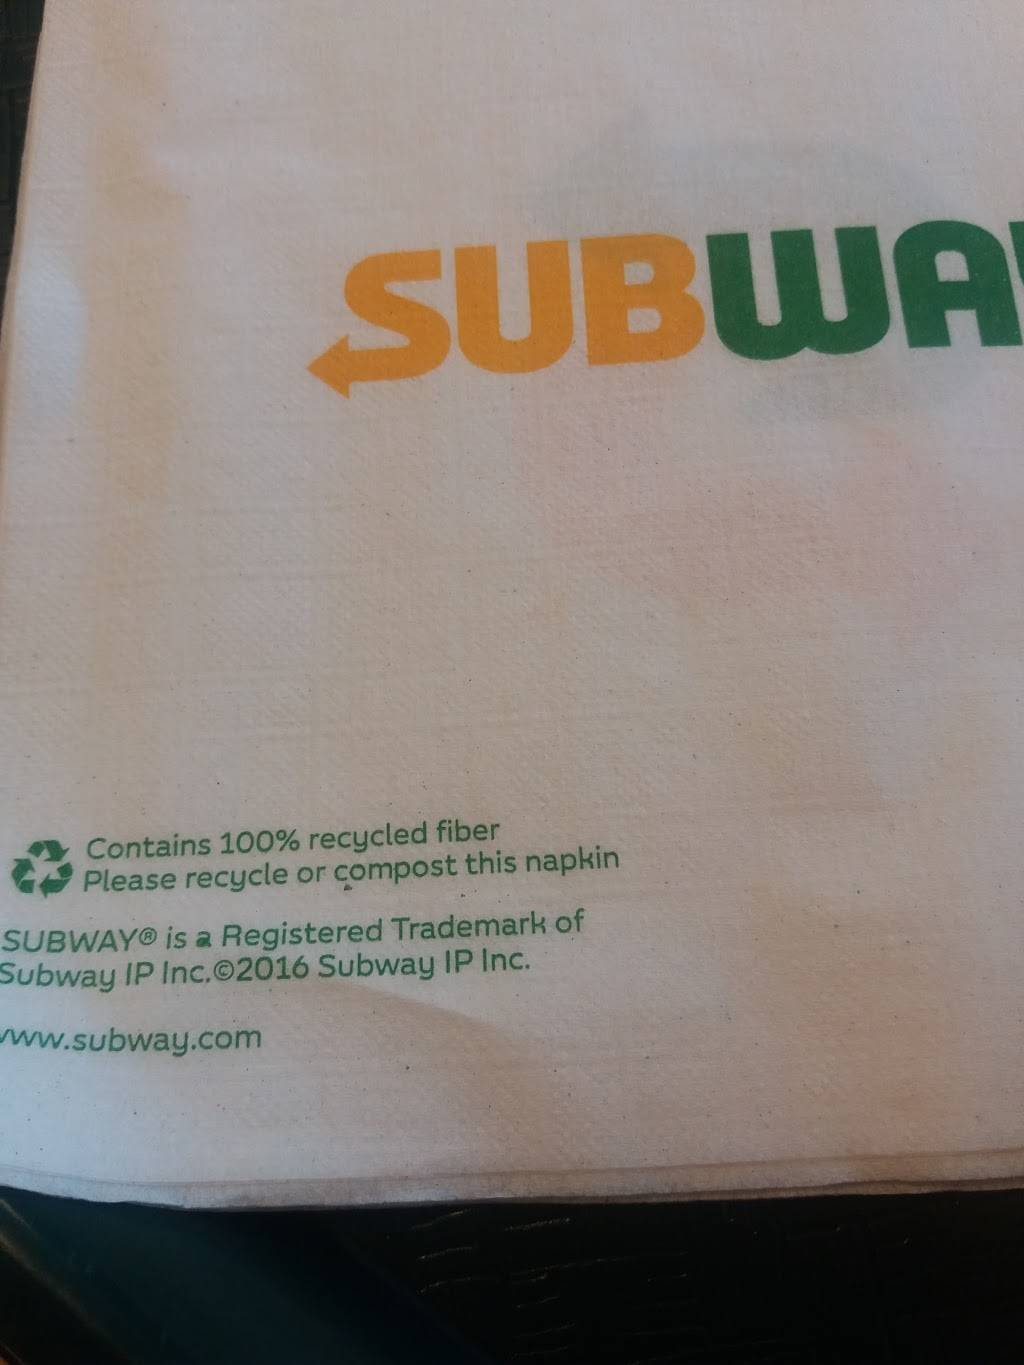 SUBWAY
Contains 100% recycled fiber
Please recycle or compost this napkin
SUBWAY® is a Registered Trademark of
Subway IP Inc.©2016 Subway IP Inc.
www.subway.com